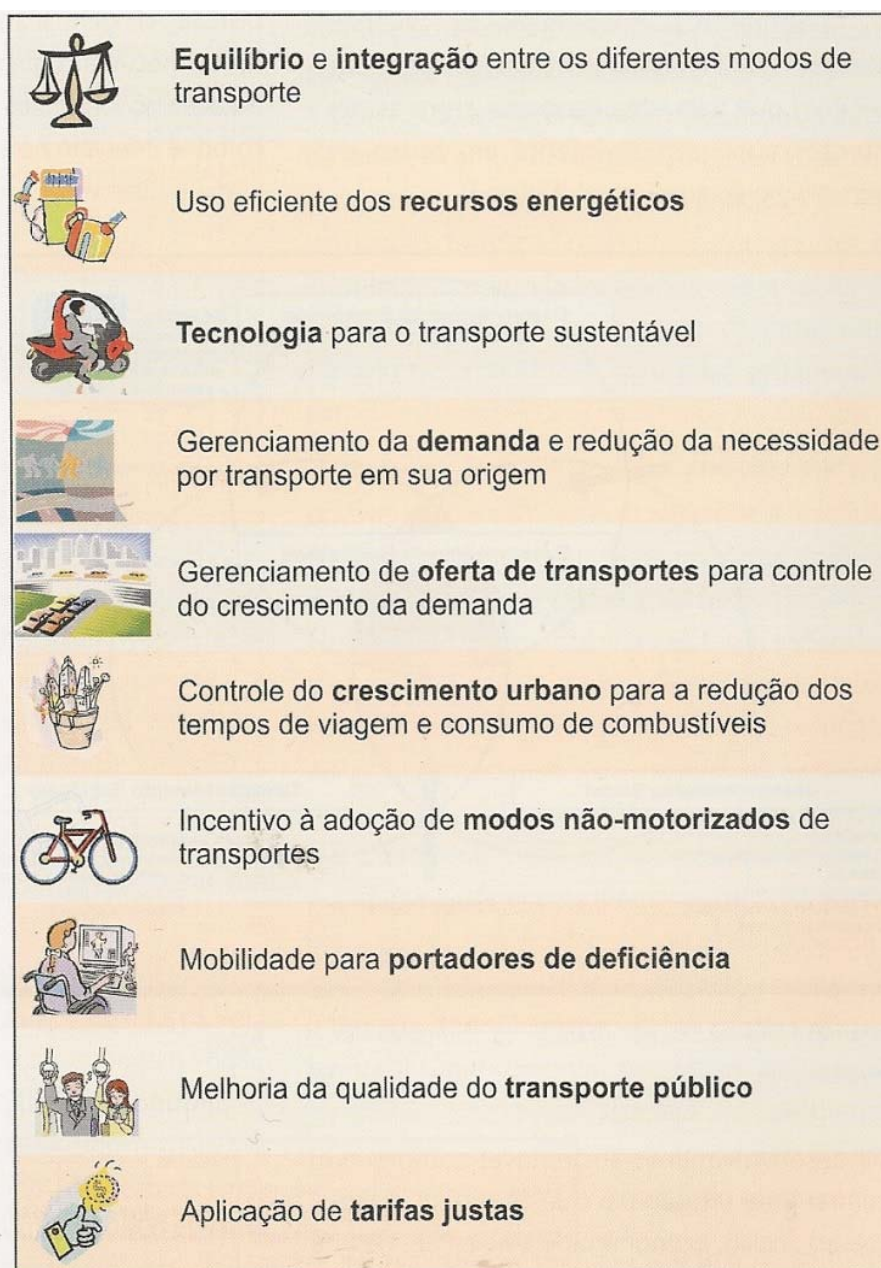 Equilíbrio e integração entre os diferentes modos de
transporte
Uso eficiente dos recursos energéticos
Tecnologia para o transporte sustentável
Gerenciamento da demanda e redução da necessidade
por transporte em sua origem
Gerenciamento de oferta de transportes para controle
do crescimento da demanda
Controle do crescimento urbano para a redução dos
tempos de viagem e consumo de combustíveis
Incentivo à adoção de modos não-motorizados de
transportes
Mobilidade para portadores de deficiência
Melhoria da qualidade do transporte público
Aplicação de tarifas justas